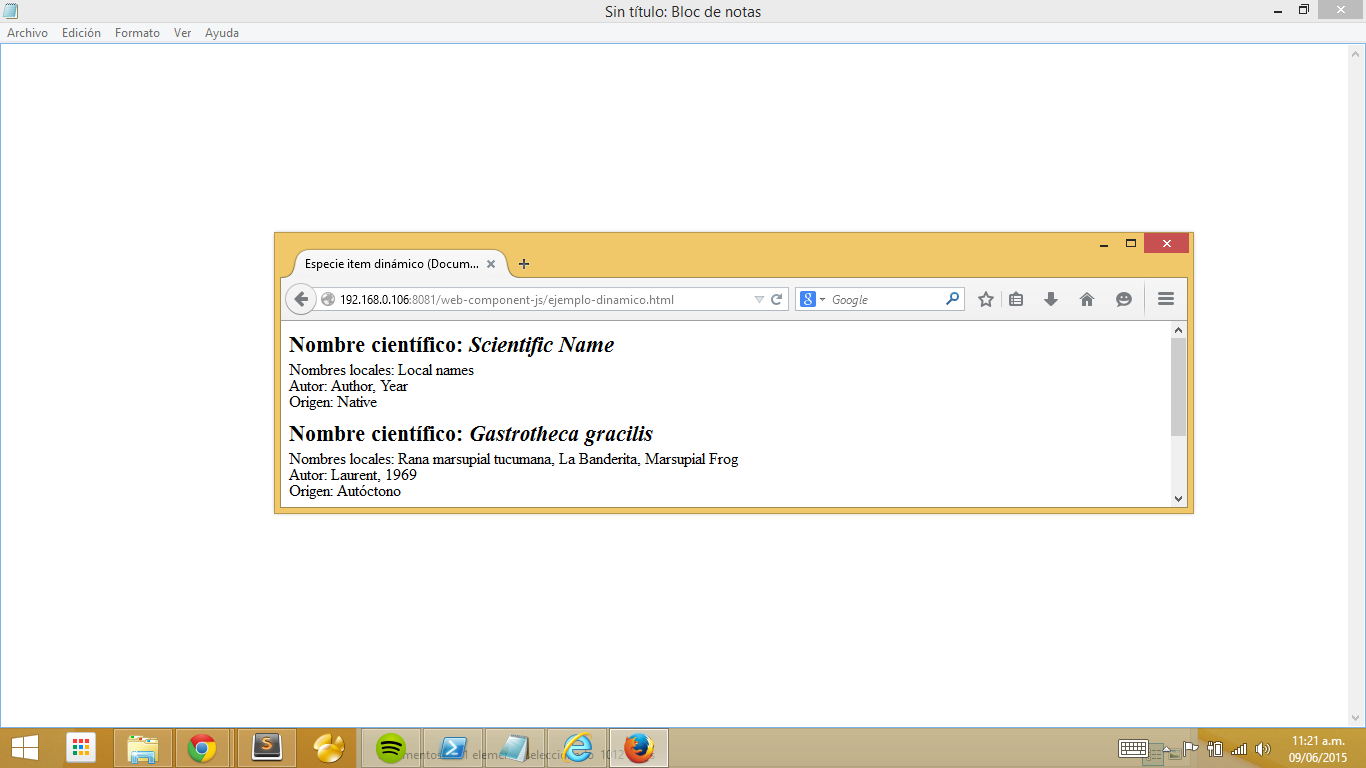 Sin título: Bloc de notas
Archivo Edición Formato Ver Ayuda
Especie item dinámico (Docum...
192.168.0.106:8081/web-component-js/ejemplo-dinamico.html
Google
Nombre científico: Scientific Name
Nombres locales: Local names
Autor: Author, Year
Origen: Native
Nombre científico: Gastrotheca gracilis
Nombres locales: Rana marsupial tucumana, La Banderita, Marsupial Frog
Autor: Laurent, 1969
Origen: Autóctono
11:21 a.m.
09/06/2015